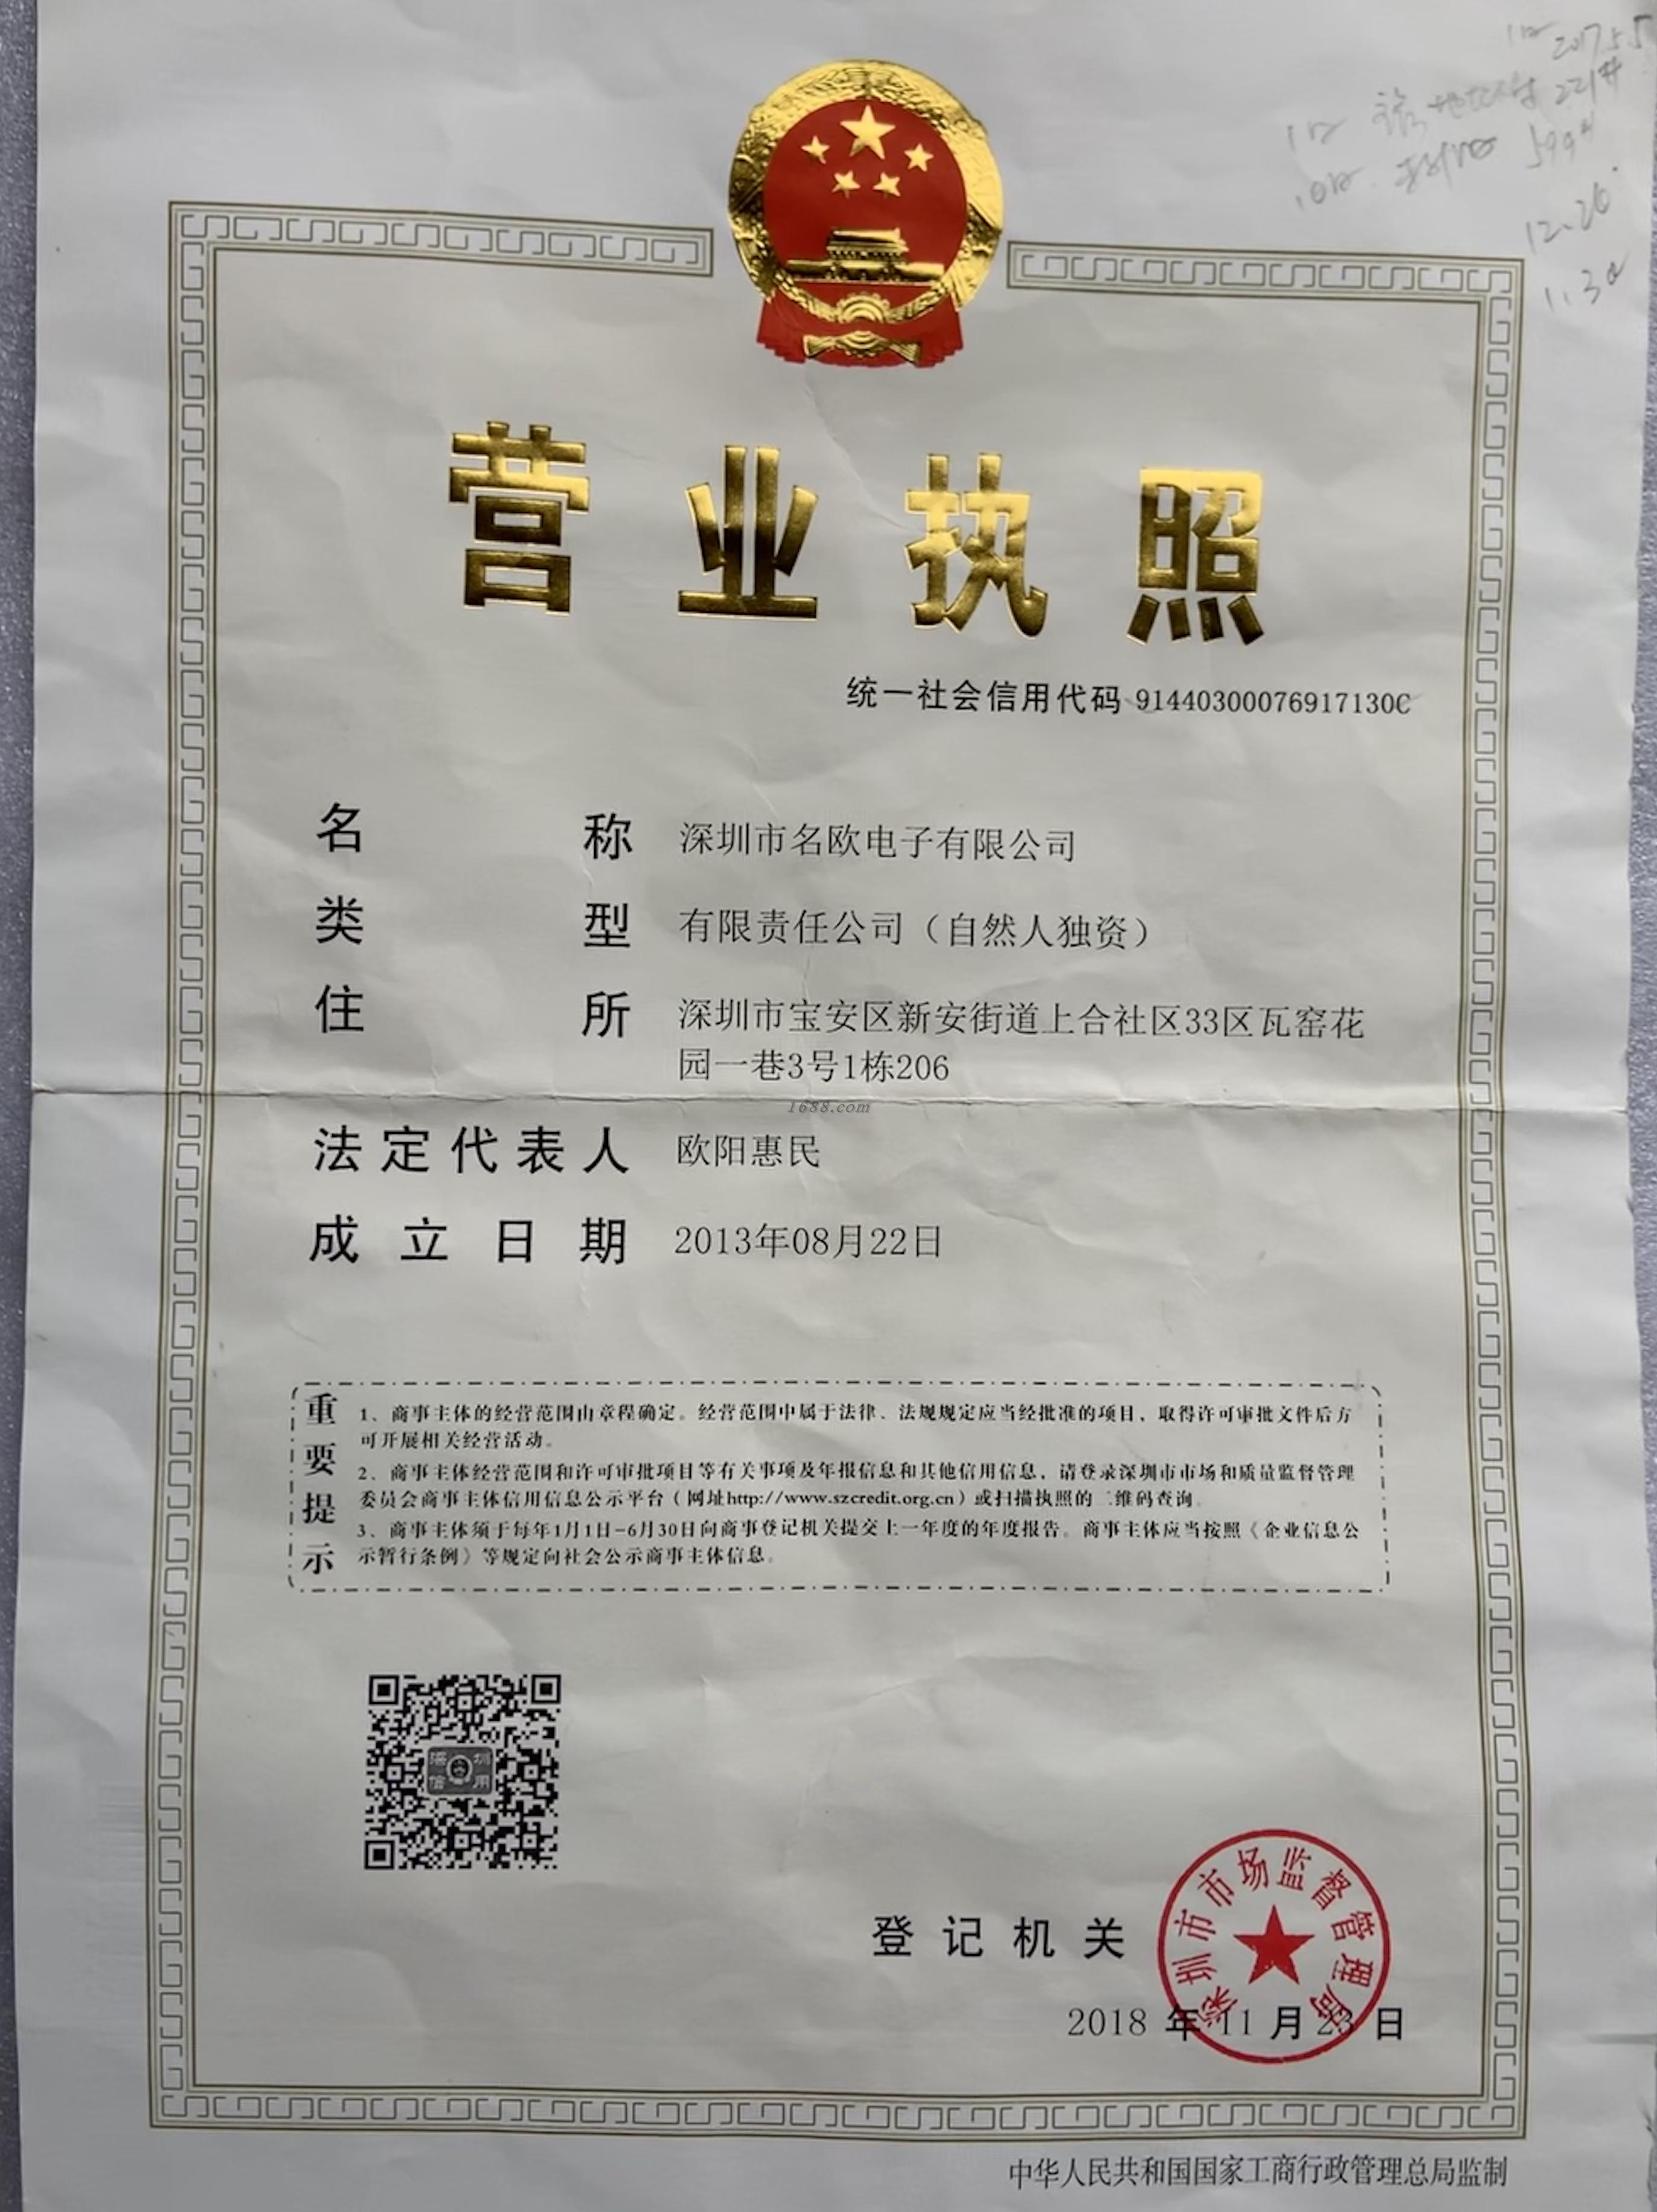 2017.5.5
221#
599#
12.26
1.30
营业执照
统一社会信用代码 91440300076917130C
名称 深圳市名欧电子有限公司
类型 有限责任公司（自然人独资）
住所 深圳市宝安区新安街道上合社区33区瓦窑花
园一巷3号1栋206
1688.com
法定代表人 欧阳惠民
成立日期 2013年08月22日
重要提示
1、商事主体的经营范围由章程确定。经营范围中属于法律、法规规定应当经批准的项目，取得许可审批文件后方
可开展相关经营活动。
2、商事主体经营范围和许可审批项目等有关事项及年报信息和其他信用信息，请登录深圳市市场和质量监督管理
委员会商事主体信用信息公示平台（网址http://www.szcredit.org.cn）或扫描执照的二维码查询。
3、商事主体须于每年1月1日-6月30日向商事登记机关提交上一年度的年度报告。商事主体应当按照《企业信息公
示暂行条例》等规定向社会公示商事主体信息。
深圳
信用
登记机关
深圳市市场监督管理局
2018 年 11 月 23 日
中华人民共和国国家工商行政管理总局监制